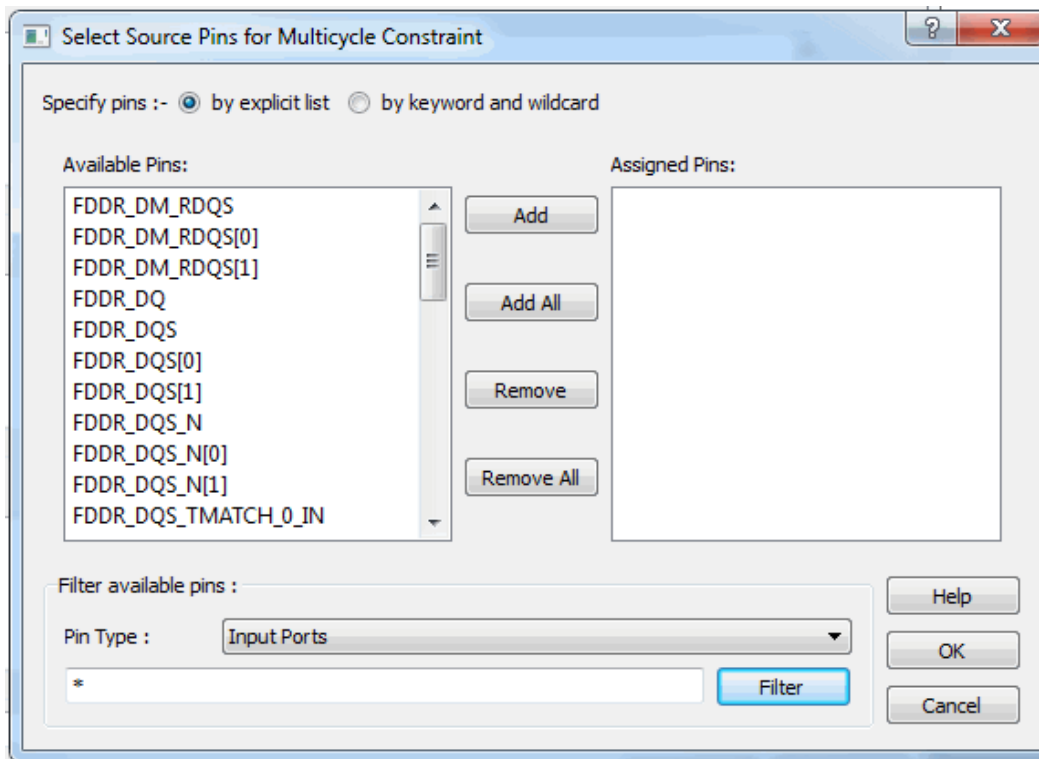 Select Source Pins for Multicycle Constraint
?
X
Specify pins :- by explicit list by keyword and wildcard
Available Pins:
Assigned Pins:
FDDR_DM_RDQS
FDDR_DM_RDQS[0]
FDDR_DM_RDQS[1]
FDDR_DQ
FDDR_DQS
FDDR_DQS[0]
FDDR_DQS[1]
FDDR_DQS_N
FDDR_DQS_N[0]
FDDR_DQS_N[1]
FDDR_DQS_TMATCH_0_IN
Add
Add All
Remove
Remove All
Filter available pins :
Pin Type : Input Ports
*
Filter
Help
OK
Cancel